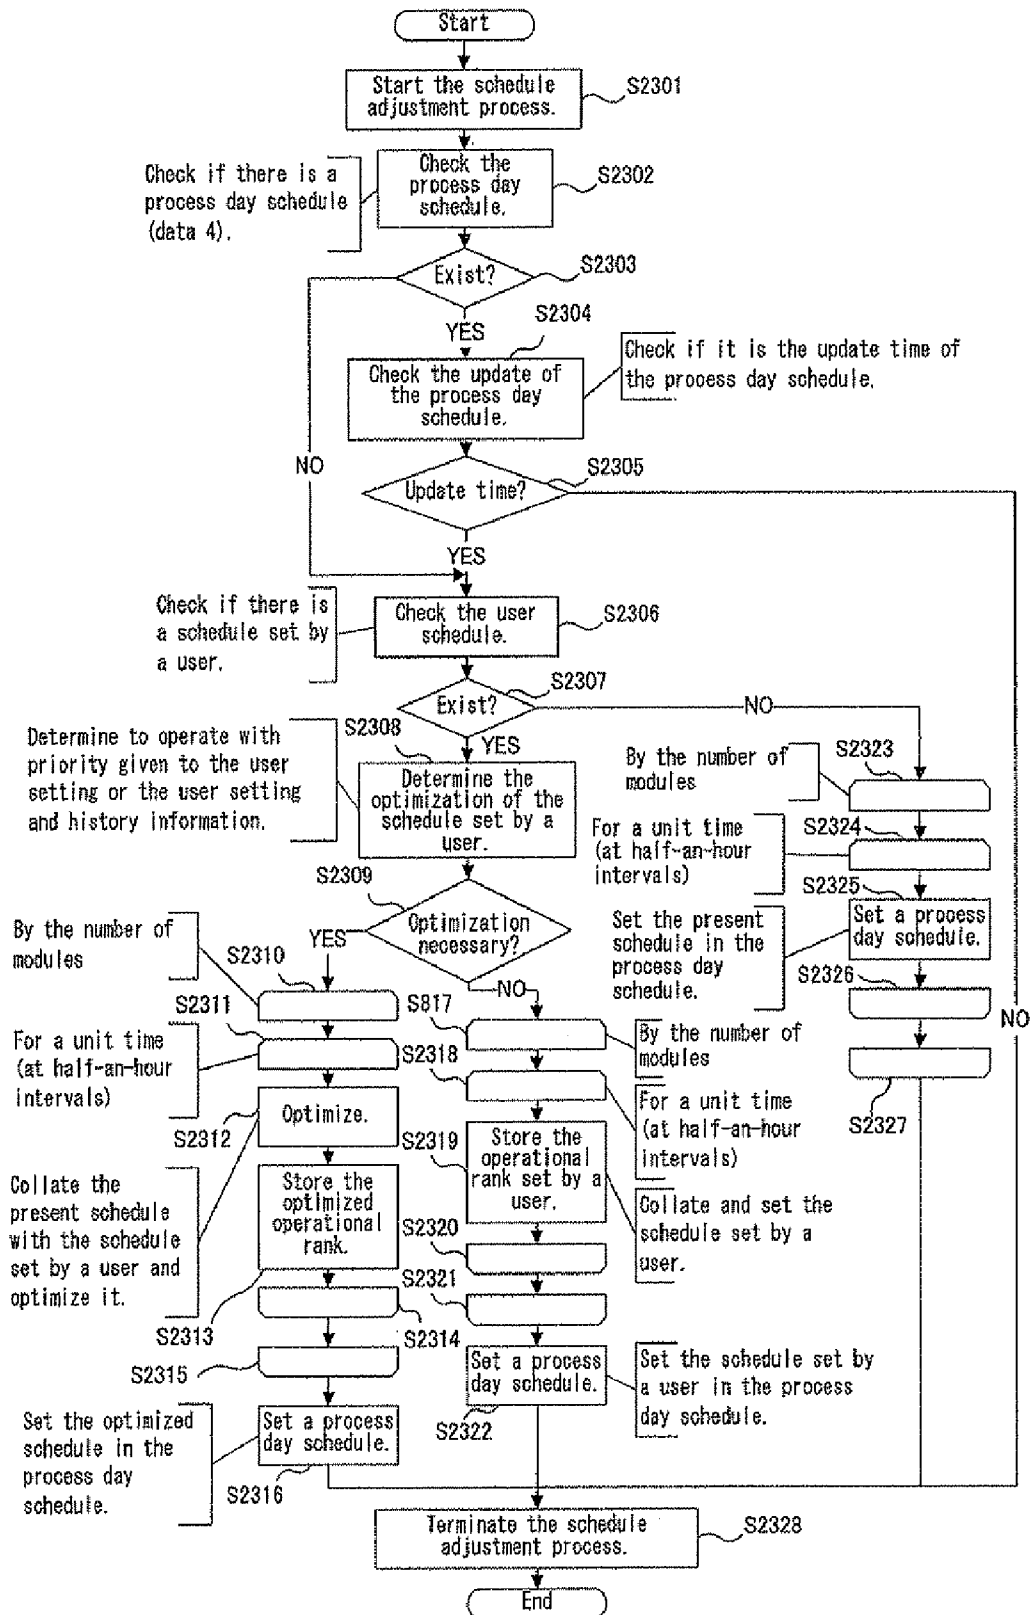 Start
Start the schedule
adjustment process.
S2301
Check if there is a
process day schedule
(data 4).
Check the
process day
schedule.
S2302
Exist?
S2303
YES
S2304
Check the update of
the process day
schedule.
Check if it is the update time of
the process day schedule.
NO
Update time?
S2305
YES
Check if there is
a schedule set by
a user.
Check the user
schedule.
S2306
Exist?
S2307
NO
YES
S2308
Determine to operate with
priority given to the user
setting or the user setting
and history information.
Determine the
optimization of the
schedule set by a
user.
By the number of
modules
S2323
For a unit time
(at half-an-hour
intervals)
S2324
S2325
Set the present
schedule in the
process day
schedule.
Set a process
day schedule.
S2326
S2327
NO
S2309
Optimization
necessary?
YES
NO
By the number of
modules
S2310
S2311
For a unit time
(at half-an-hour
intervals)
Optimize.
S2312
Collate the
present schedule
with the schedule
set by a user and
optimize it.
Store the
optimized
operational
rank.
S2313
S2314
S2315
Set the optimized
schedule in the
process day
schedule.
Set a process
day schedule.
S2316
S817
By the number of
modules
S2318
For a unit time
(at half-an-hour
intervals)
S2319
Store the
operational
rank set by a
user.
Collate and set the
schedule set by a
user.
S2320
S2321
Set a process
day schedule.
S2322
Set the schedule set by
a user in the process
day schedule.
Terminate the schedule
adjustment process.
S2328
End